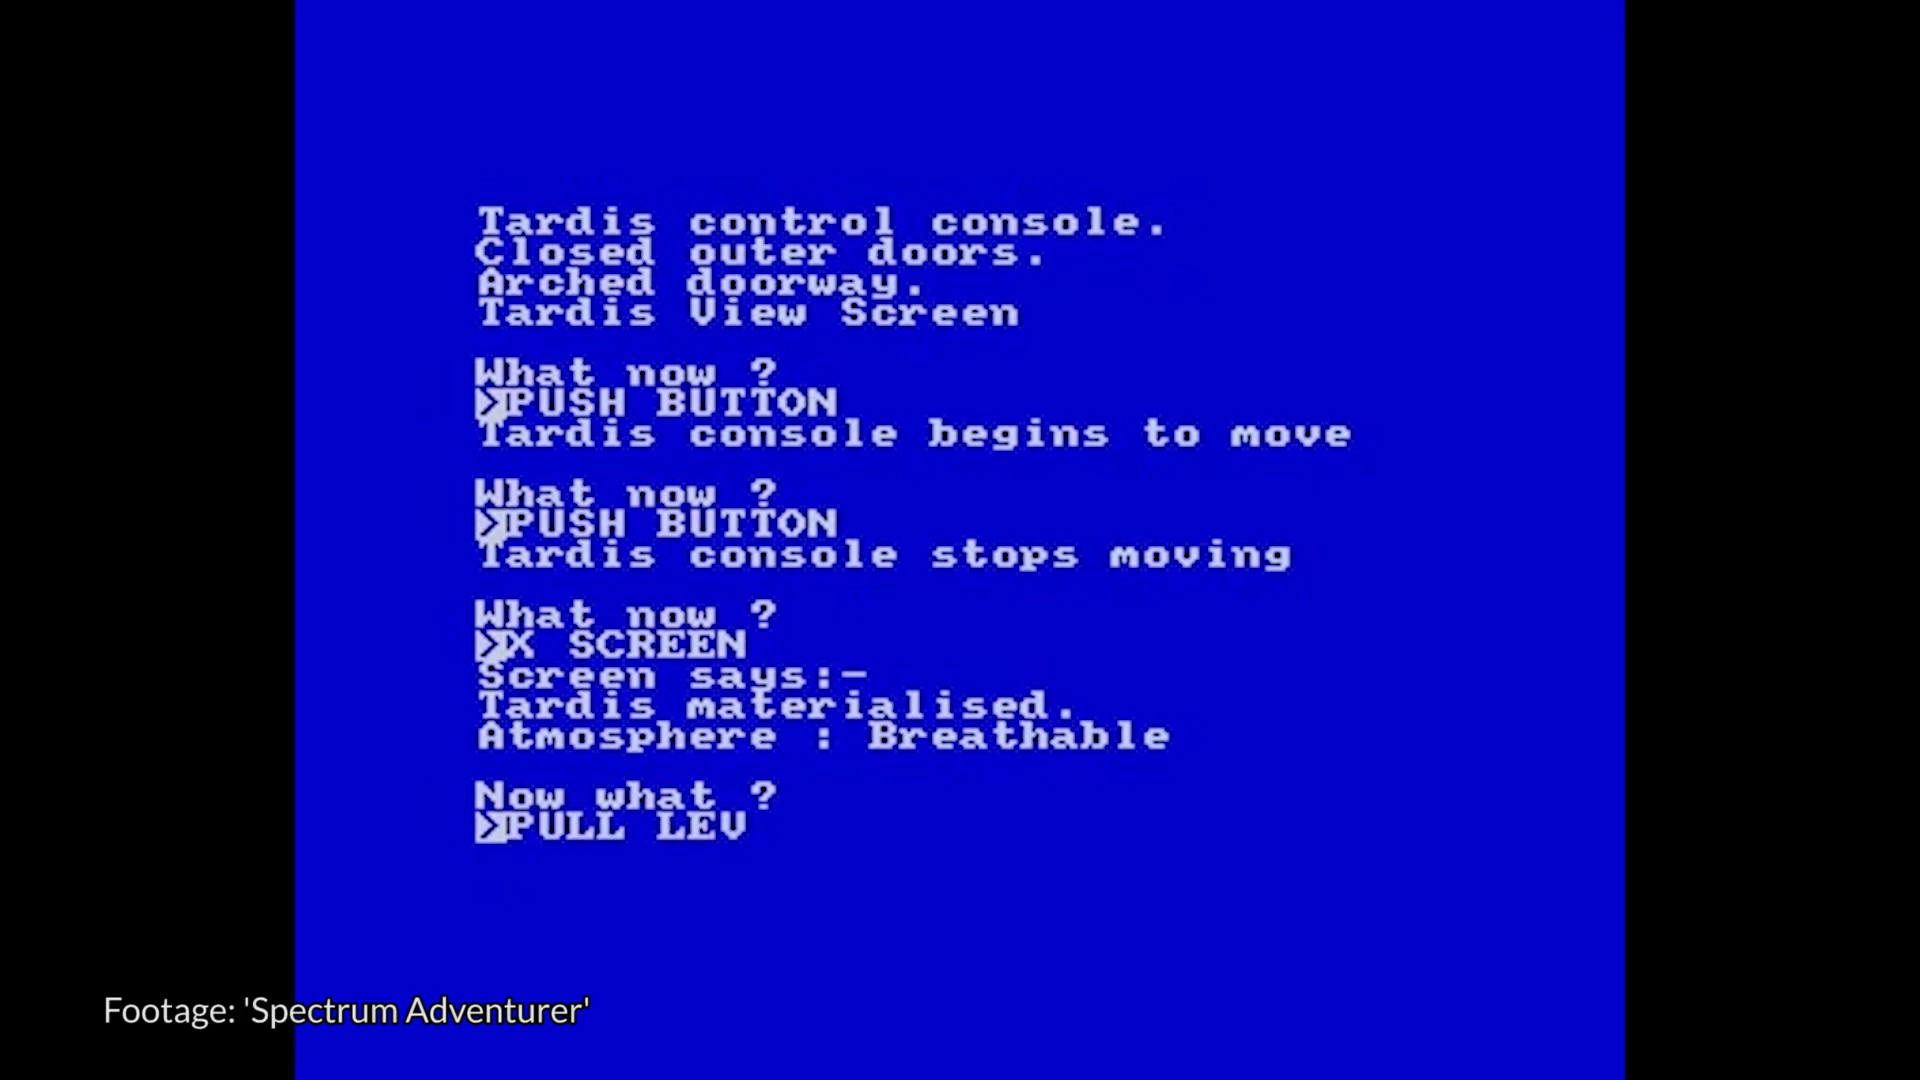 Tardis control console.
Closed outer doors.
Arched doorway.
Tardis View Screen
What now ?
>PUSH BUTTON
Tardis console begins to move
What now ?
>PUSH BUTTON
Tardis console stops moving
What now ?
>X SCREEN
Screen says:-
Tardis materialised.
Atmosphere : Breathable
Now what ?
>PULL LEV
Footage: 'Spectrum Adventurer'